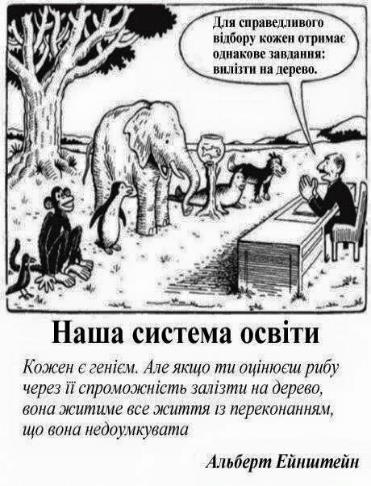 Для справедливого
відбору кожен отримає
однакове завдання:
вилізти на дерево.
Наша система освіти
Кожен є генієм. Але якщо ти оцінюєш рибу
через її спроможність залізти на дерево,
вона житиме все життя із переконанням,
що вона недоумкувата
Альберт Ейнштейн